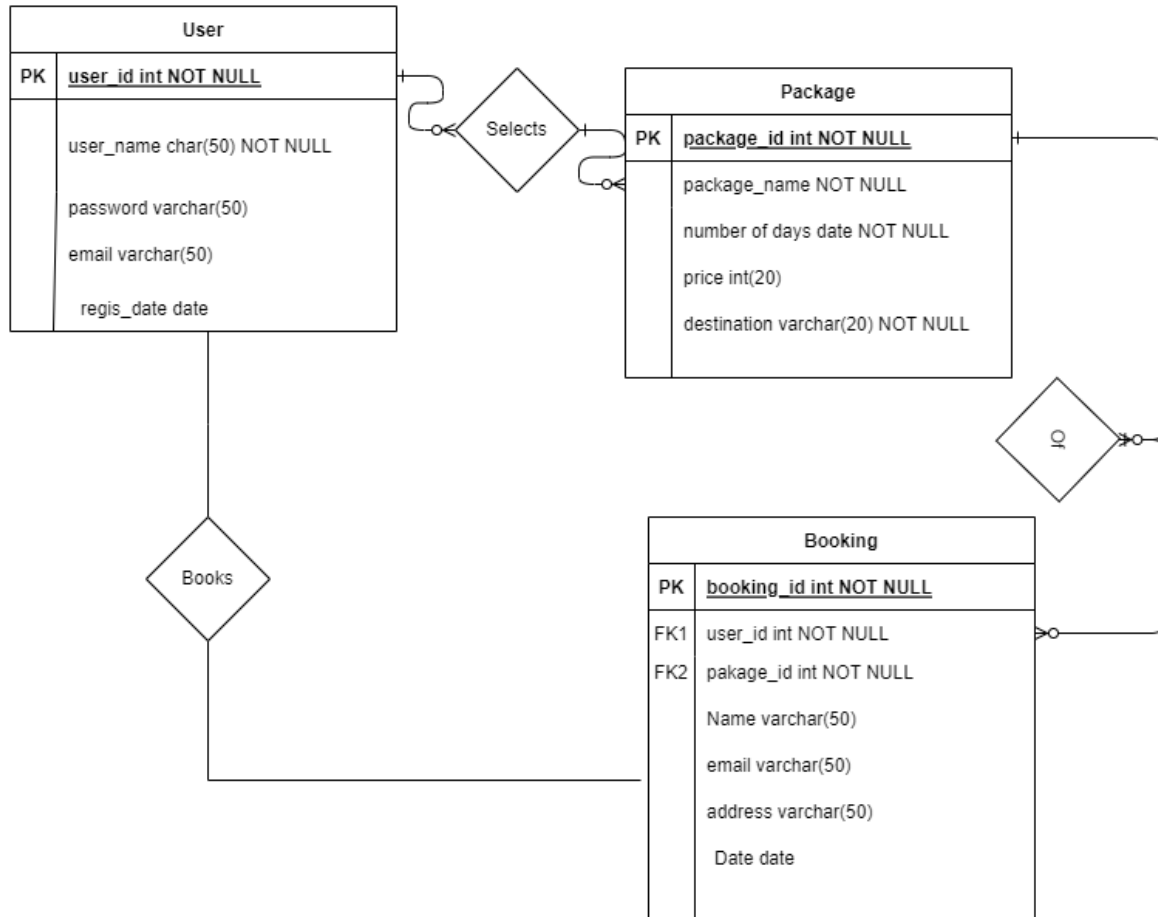 User
PK user_id int NOT NULL
user_name char(50) NOT NULL
password varchar(50)
email varchar(50)
regis_date date
Selects
Package
PK package_id int NOT NULL
package_name NOT NULL
number of days date NOT NULL
price int(20)
destination varchar(20) NOT NULL
Of
Books
Booking
PK booking_id int NOT NULL
FK1 user_id int NOT NULL
FK2 pakage_id int NOT NULL
Name varchar(50)
email varchar(50)
address varchar(50)
Date date